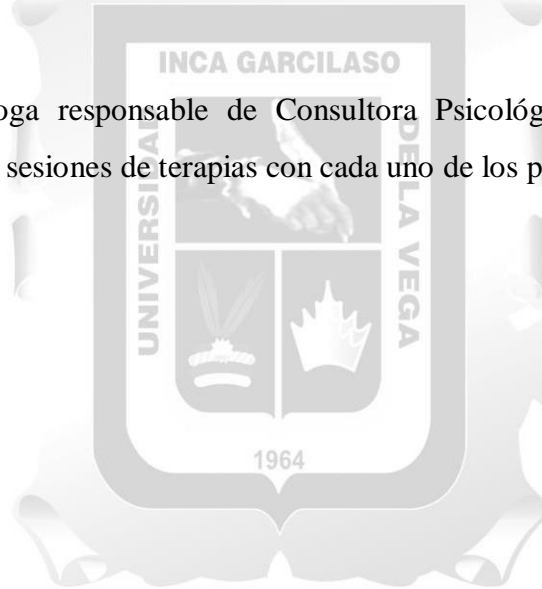 INCA GARCILASO
oga responsable de Consultora Psicológ
sesiones de terapias con cada uno de los p
UNIVERSIDAD
DE LA VEGA
1964